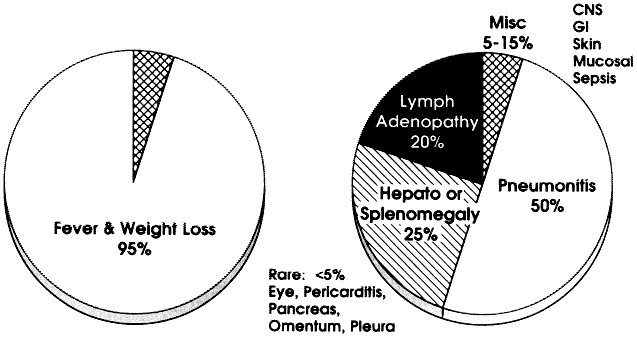 Fever & Weight Loss
95%
Misc
5-15%
CNS
GI
Skin
Mucosal
Sepsis
Lymph
Adenopathy
20%
Pneumonitis
50%
Hepato or
Splenomegaly
25%
Rare: <5%
Eye, Pericarditis,
Pancreas,
Omentum, Pleura